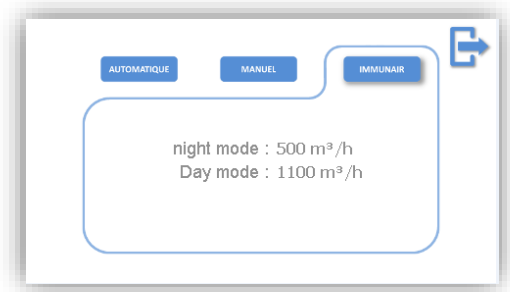 AUTOMATIQUE MANUEL IMMUNAIR
night mode : 500 m³/h
Day mode : 1100 m³/h